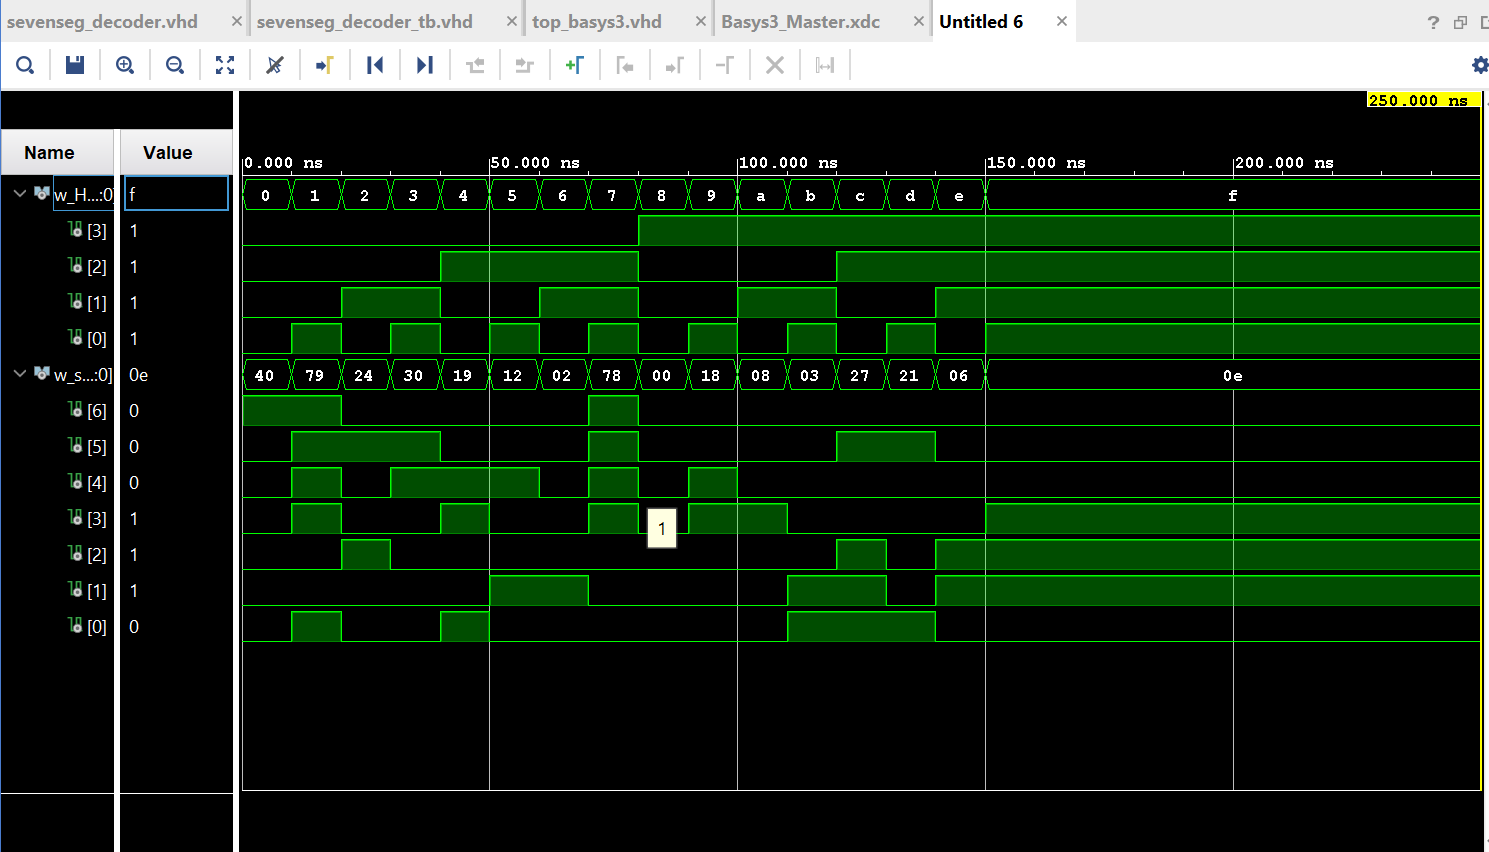 sevenseg_decoder.vhd × sevenseg_decoder_tb.vhd × top_basys3.vhd × Basys3_Master.xdc × Untitled 6 × ?
250.000 ns
Name Value
0.000 ns 50.000 ns 100.000 ns 150.000 ns 200.000 ns
w_H...:0] f 0 1 2 3 4 5 6 7 8 9 a b c d e f
[3] 1
[2] 1
[1] 1
[0] 1
w_s...:0] 0e 40 79 24 30 19 12 02 78 00 18 08 03 27 21 06 0e
[6] 0
[5] 0
[4] 0
[3] 1
1
[2] 1
[1] 1
[0] 0